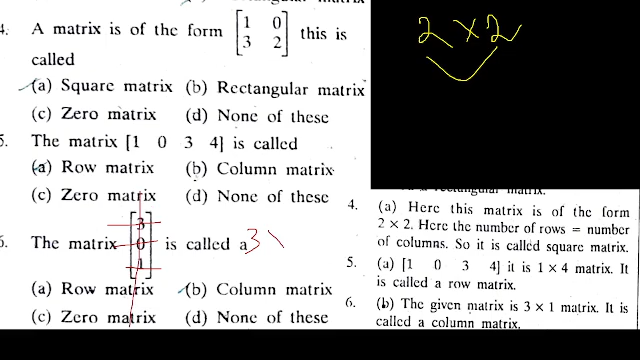 4. A matrix is of the form [1 0 3 2] this is
called
(a) Square matrix (b) Rectangular matrix
(c) Zero matrix (d) None of these
5. The matrix [1 0 3 4] is called
(a) Row matrix (b) Column matrix
(c) Zero matrix (d) None of these
6. The matrix [3 0 1] is called a 3 \
(a) Row matrix (b) Column matrix
(c) Zero matrix (d) None of these
2 × 2
4. (a) Here this matrix is of the form
2 × 2. Here the number of rows = number
of columns. So it is called square matrix.
5. (a) [1 0 3 4] it is 1 × 4 matrix. It
is called a row matrix.
6. (b) The given matrix is 3 × 1 matrix. It is
called a column matrix.